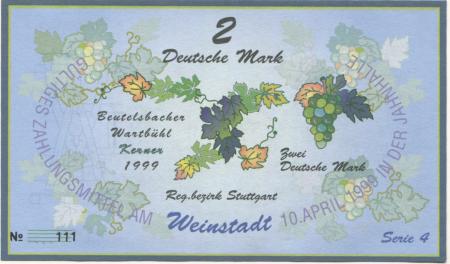 2
Deutsche Mark
GÜLTIGES ZAHLUNGSMITTEL AM 10. APRIL 1999 IN DER JAHNHALLE
Beutelsbacher
Wartbühl
Kerner
1999
Zwei
Deutsche Mark
Reg.bezirk Stuttgart
Weinstadt
№ 111
Serie 4